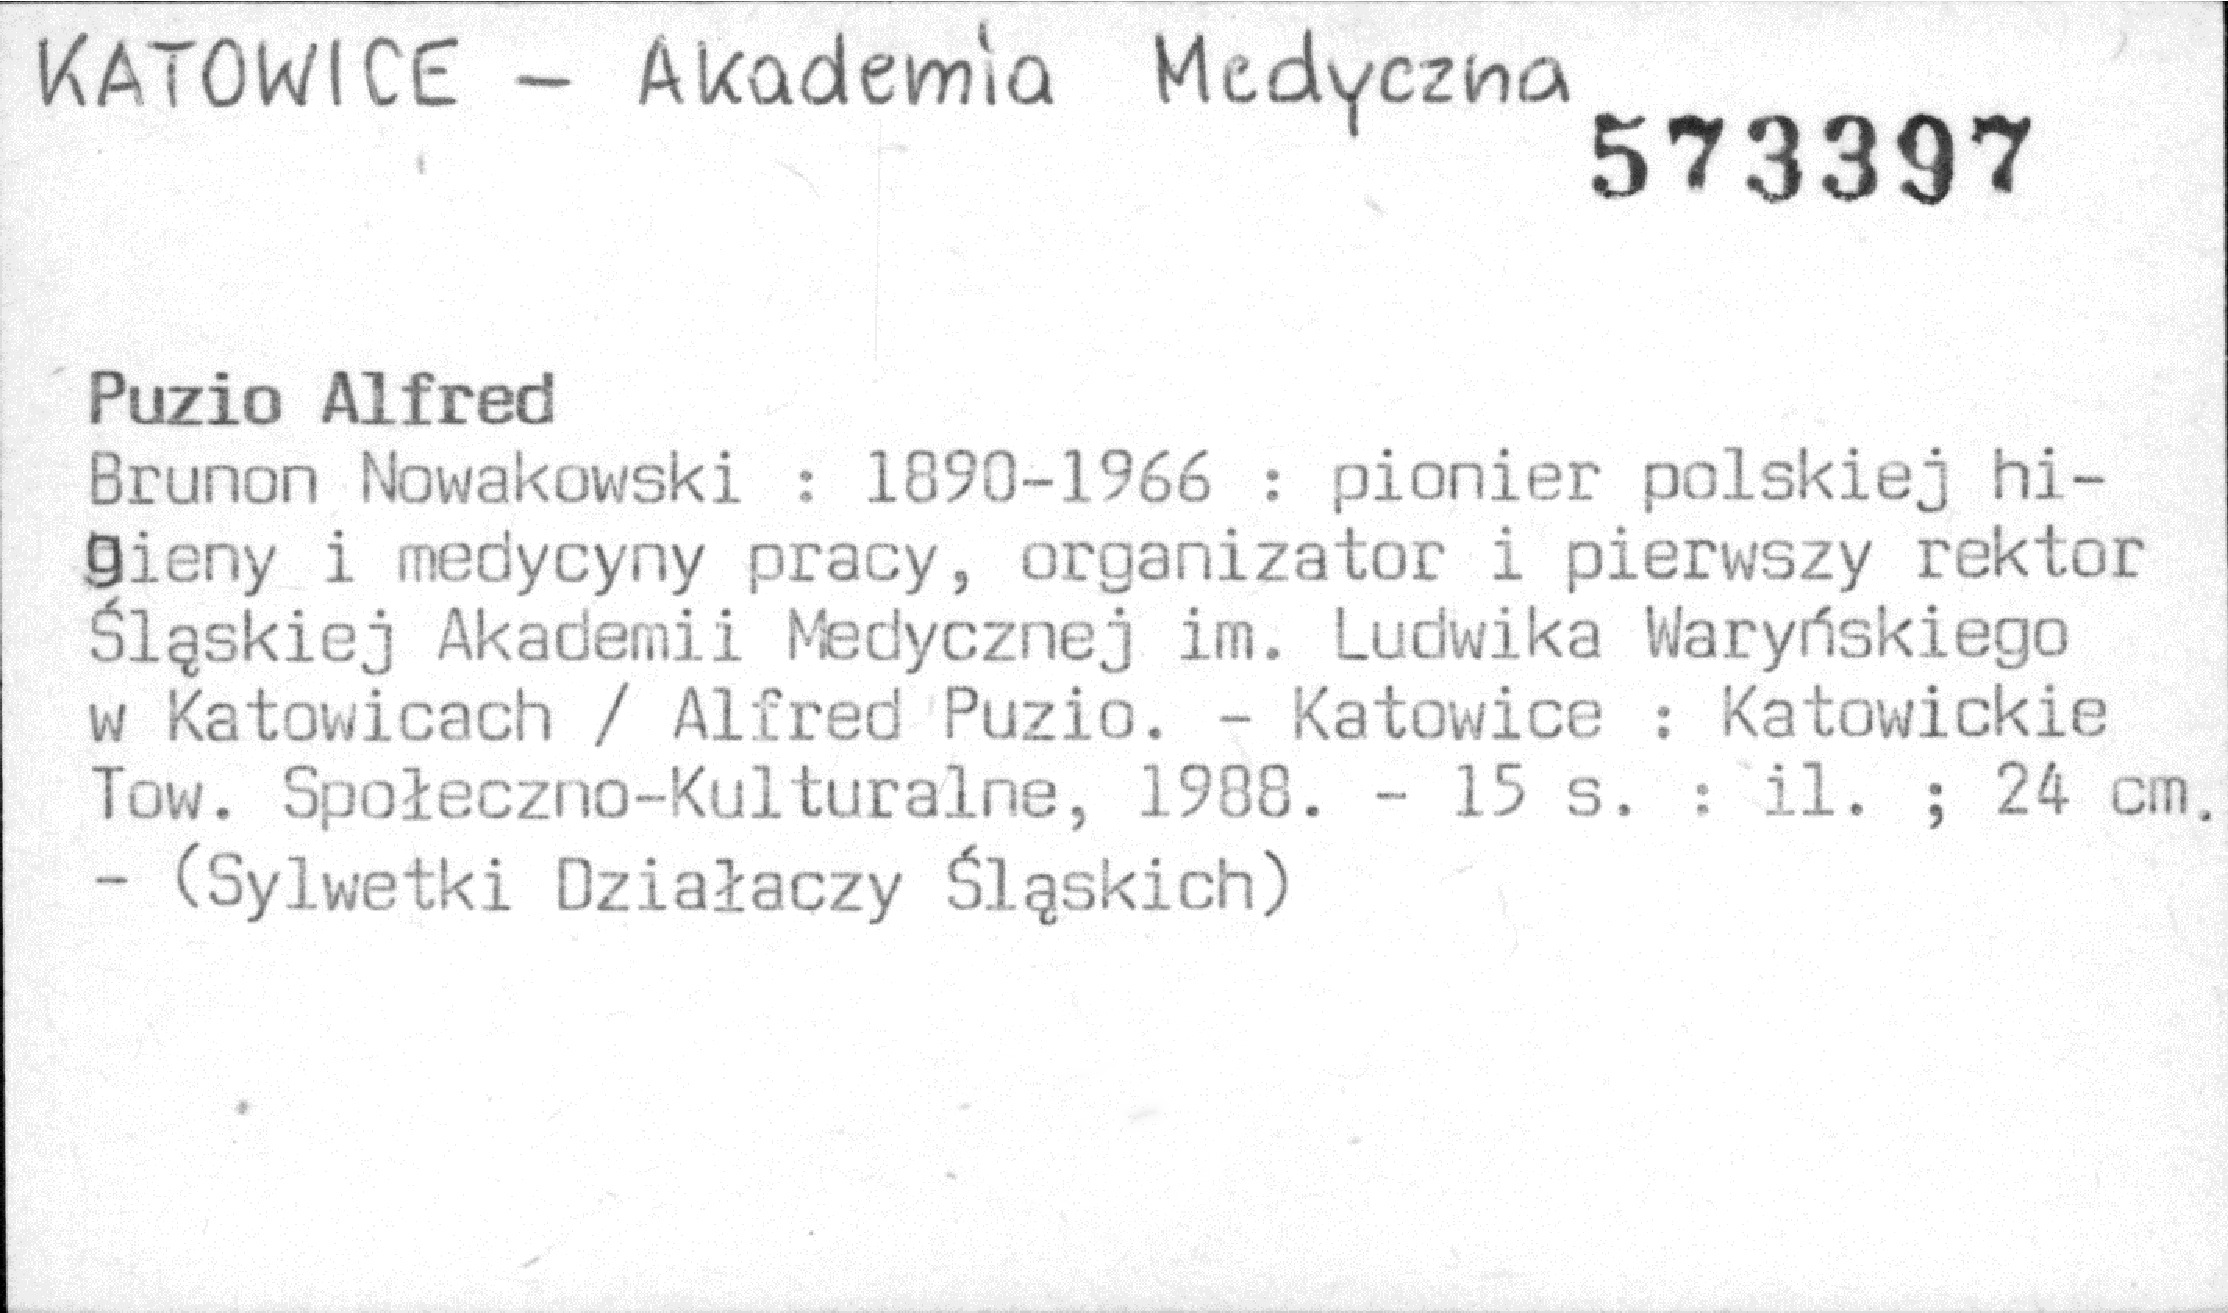 KATOWICE – Akademia Medyczna
573397
Puzio Alfred
Brunon Nowakowski : 1890-1966 : pionier polskiej hi-
gieny i medycyny pracy, organizator i pierwszy rektor
Śląskiej Akademii Medycznej im. Ludwika Waryńskiego
w Katowicach / Alfred Puzio. - Katowice : Katowickie
Tow. Społeczno-Kulturalne, 1988. - 15 s. : il. ; 24 cm.
- (Sylwetki Działaczy Śląskich)